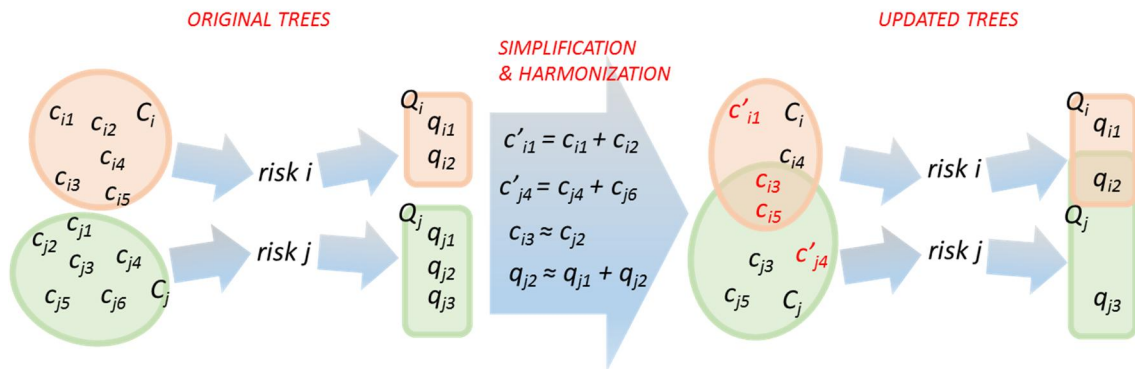 ORIGINAL TREES
UPDATED TREES
SIMPLIFICATION
& HARMONIZATION
c_i1 c_i2 C_i
c_i4
c_i3 c_i5
risk i
Q_i
q_i1
q_i2
c_j1
c_j2 c_j3 c_j4
c_j5 c_j6 C_j
risk j
Q_j
q_j1
q_j2
q_j3
c'_i1 = c_i1 + c_i2
c'_j4 = c_j4 + c_j6
c_i3 ≈ c_j2
q_j2 ≈ q_j1 + q_j2
c'_i1 C_i
c_i4
c_i3
c_i5
c_j3 c'_j4
c_j5 C_j
risk i
risk j
Q_i
q_i1
q_i2
Q_j
q_j3